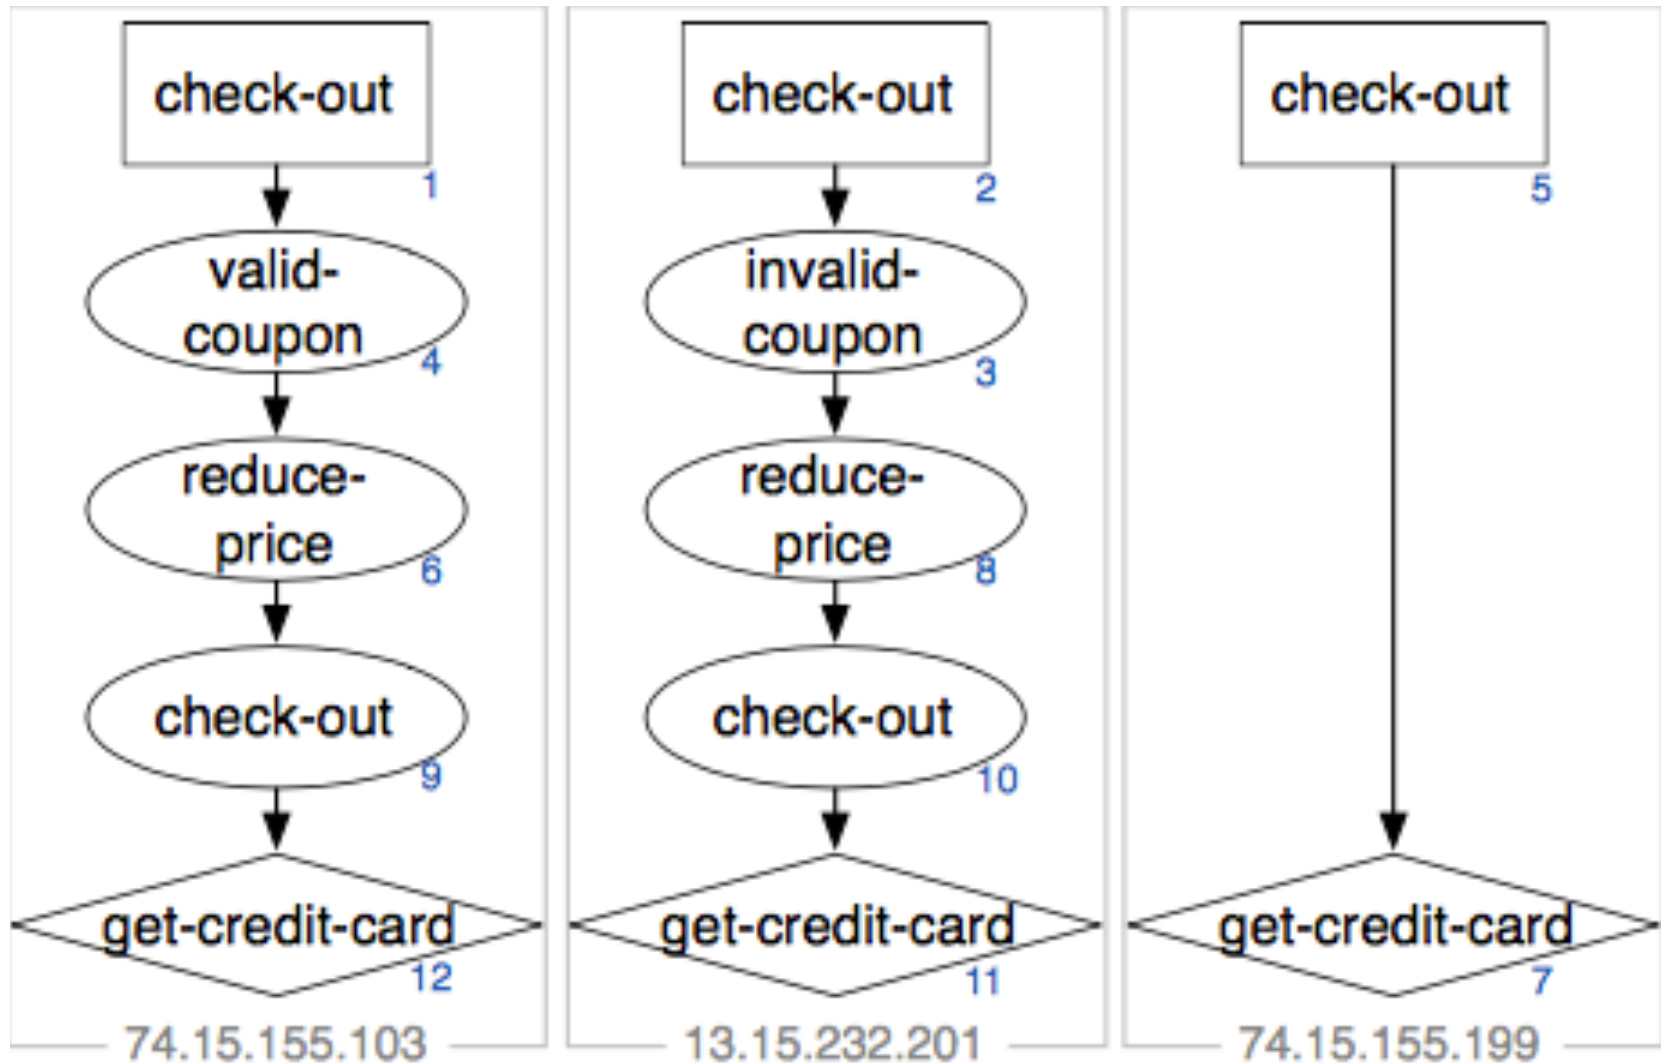 check-out
1
valid-
coupon
4
reduce-
price
6
check-out
9
get-credit-card
12
74.15.155.103
check-out
2
invalid-
coupon
3
reduce-
price
8
check-out
10
get-credit-card
11
13.15.232.201
check-out
5
get-credit-card
7
74.15.155.199